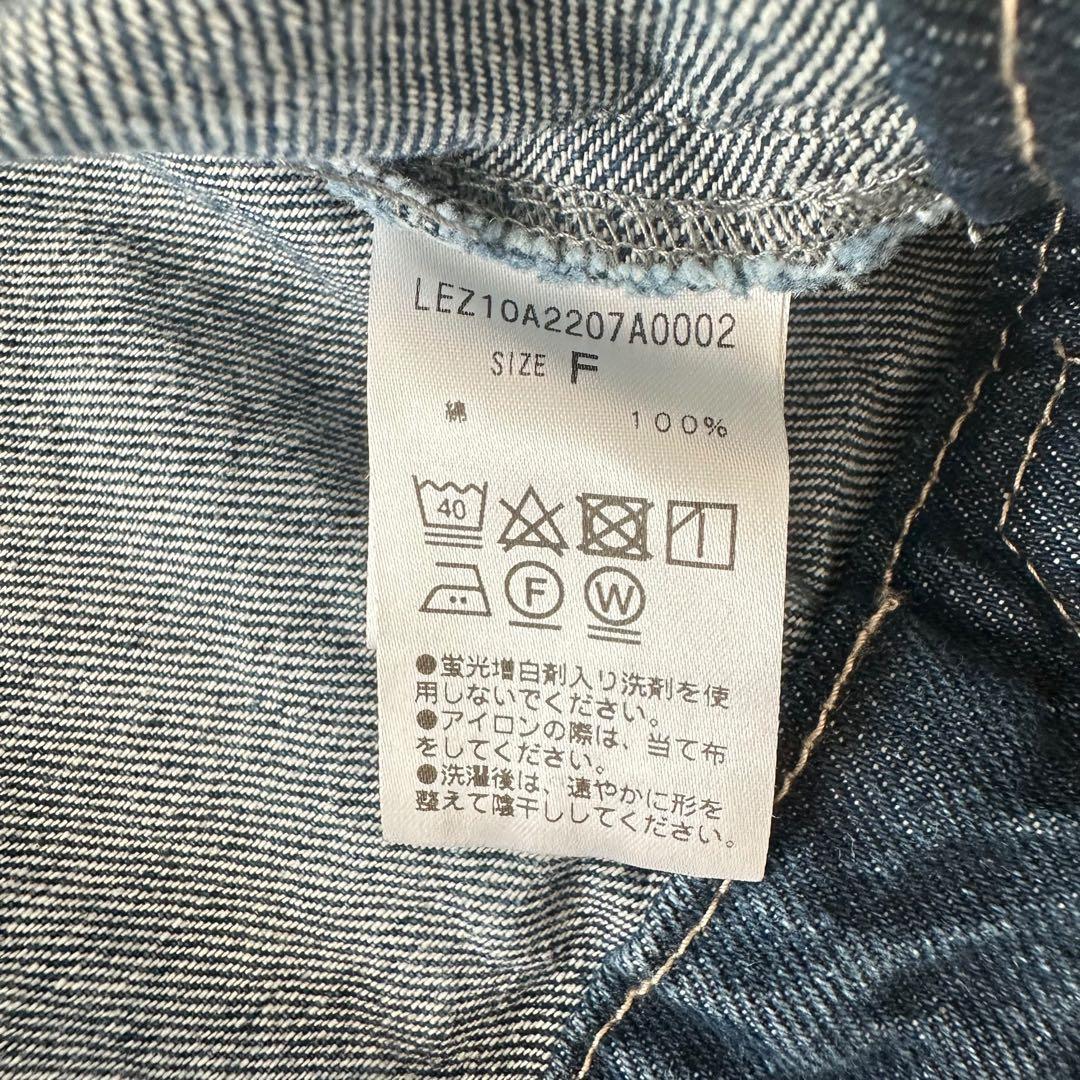 LEZ10A2207A0002
SIZE F
綿 100%
40
F W
●蛍光増白剤入り洗剤を使
用しないでください。
●アイロンの際は、当て布
をしてください。
●洗濯後は、速やかに形を
整えて陰干ししてください。